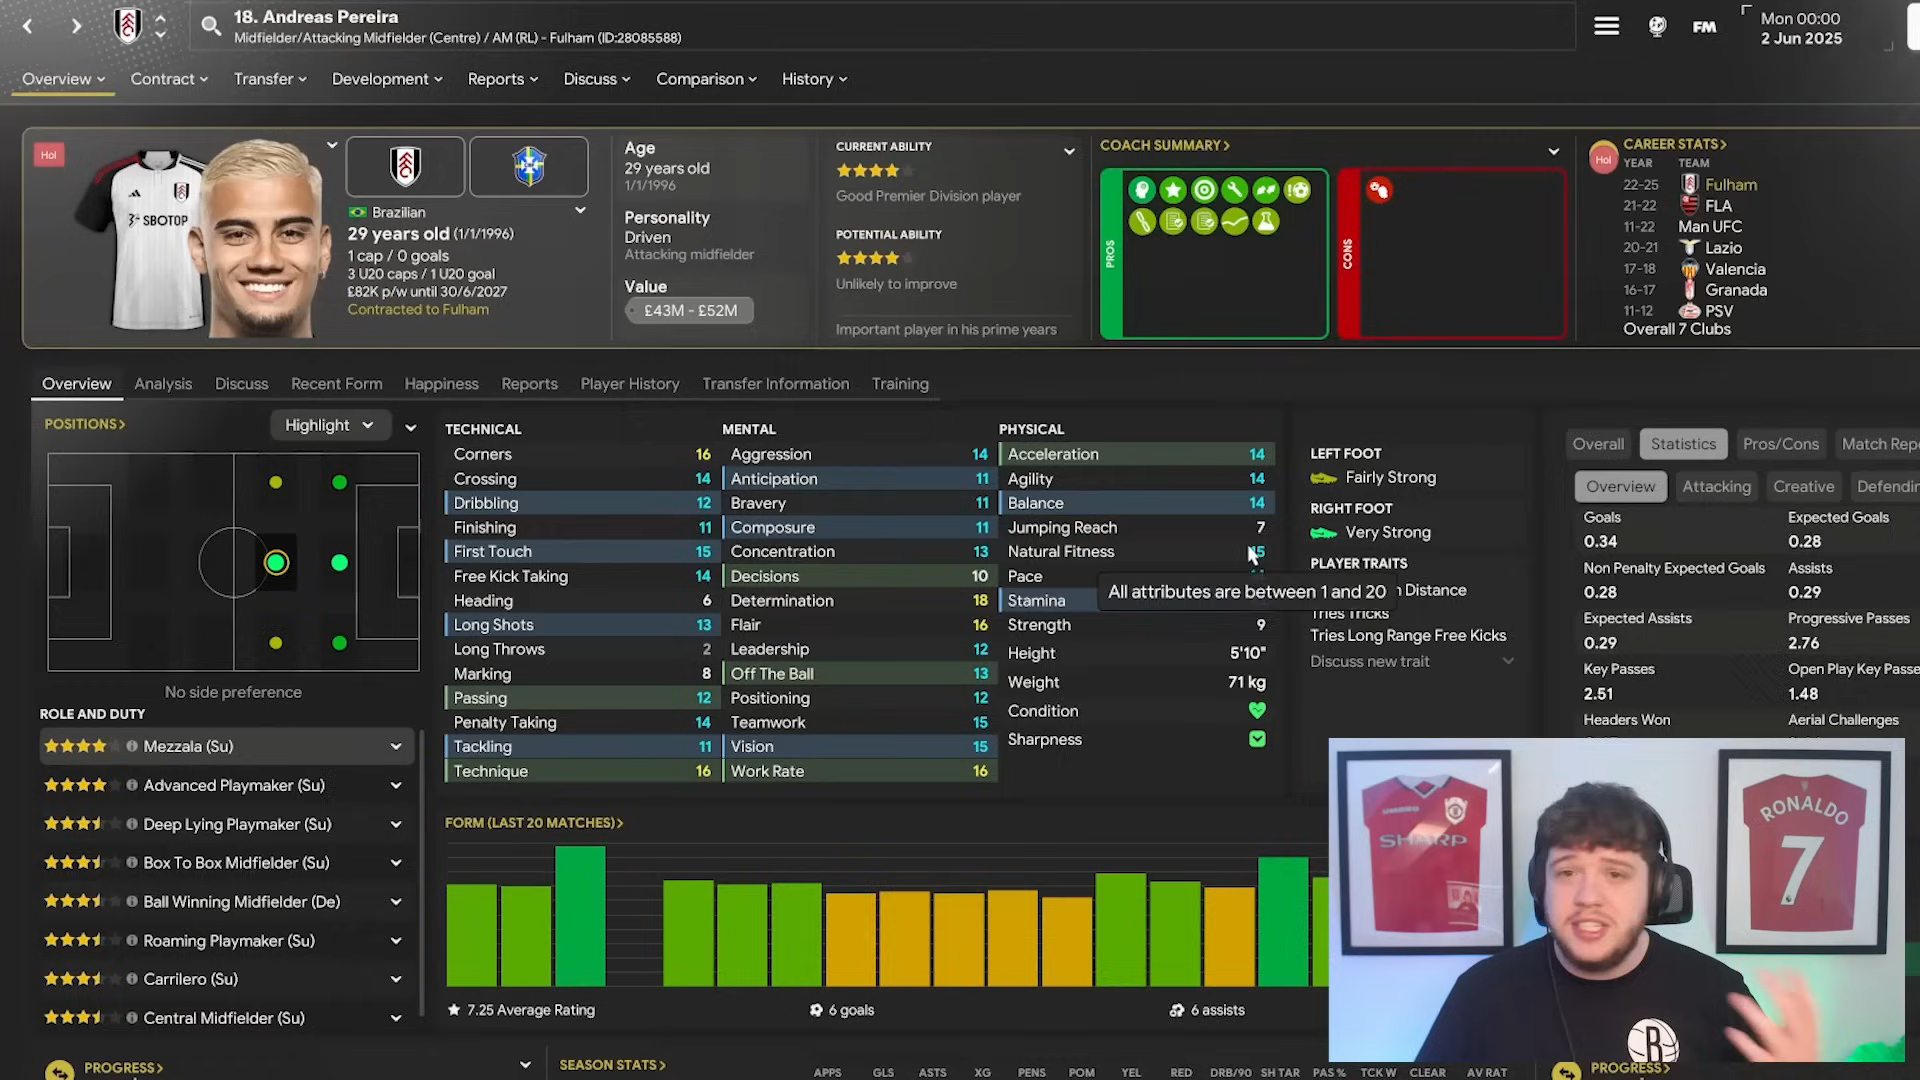 18. Andreas Pereira
Midfielder/Attacking Midfielder (Centre) / AM (RL) - Fulham (ID:28085588)
FM
Mon 00:00
2 Jun 2025
Overview
Contract
Transfer
Development
Reports
Discuss
Comparison
History
Hol
SBOTOP
Brazilian
29 years old (1/1/1996)
1 cap / 0 goals
3 U20 caps / 1 U20 goal
£82K p/w until 30/6/2027
Contracted to Fulham
Age
29 years old
1/1/1996
Personality
Driven
Attacking midfielder
Value
£43M - £52M
CURRENT ABILITY
Good Premier Division player
POTENTIAL ABILITY
Unlikely to improve
Important player in his prime years
COACH SUMMARY>
PROS
CONS
Hol
CAREER STATS>
YEAR TEAM
22-25 Fulham
21-22 FLA
11-22 Man UFC
20-21 Lazio
17-18 Valencia
16-17 Granada
11-12 PSV
Overall 7 Clubs
Overview
Analysis
Discuss
Recent Form
Happiness
Reports
Player History
Transfer Information
Training
POSITIONS>
Highlight
No side preference
ROLE AND DUTY
Mezzala (Su)
Advanced Playmaker (Su)
Deep Lying Playmaker (Su)
Box To Box Midfielder (Su)
Ball Winning Midfielder (De)
Roaming Playmaker (Su)
Carrilero (Su)
Central Midfielder (Su)
TECHNICAL
Corners 16
Crossing 14
Dribbling 12
Finishing 11
First Touch 15
Free Kick Taking 14
Heading 6
Long Shots 13
Long Throws 2
Marking 8
Passing 12
Penalty Taking 14
Tackling 11
Technique 16
MENTAL
Aggression 14
Anticipation 11
Bravery 11
Composure 11
Concentration 13
Decisions 10
Determination 18
Flair 16
Leadership 12
Off The Ball 13
Positioning 12
Teamwork 15
Vision 15
Work Rate 16
PHYSICAL
Acceleration 14
Agility 14
Balance 14
Jumping Reach 7
Natural Fitness 15
Pace
Stamina
Strength 9
Height 5'10"
Weight 71 kg
Condition
Sharpness
All attributes are between 1 and 20
LEFT FOOT
Fairly Strong
RIGHT FOOT
Very Strong
PLAYER TRAITS
Distance
Tries Tricks
Tries Long Range Free Kicks
Discuss new trait
Overall
Statistics
Pros/Cons
Match Rep
Overview
Attacking
Creative
Defendin
Goals
0.34
Expected Goals
0.28
Non Penalty Expected Goals
0.28
Assists
0.29
Expected Assists
0.29
Progressive Passes
2.76
Key Passes
2.51
Open Play Key Passe
1.48
Headers Won
Aerial Challenges
FORM (LAST 20 MATCHES)>
7.25 Average Rating
6 goals
6 assists
PROGRESS>
SEASON STATS>
APPS GLS ASTS XG PENS POM YEL RED DRB/90 SH TAR PAS % TCK W CLEAR AV RAT
PROGRESS>
SHARP
RONALDO
7
B